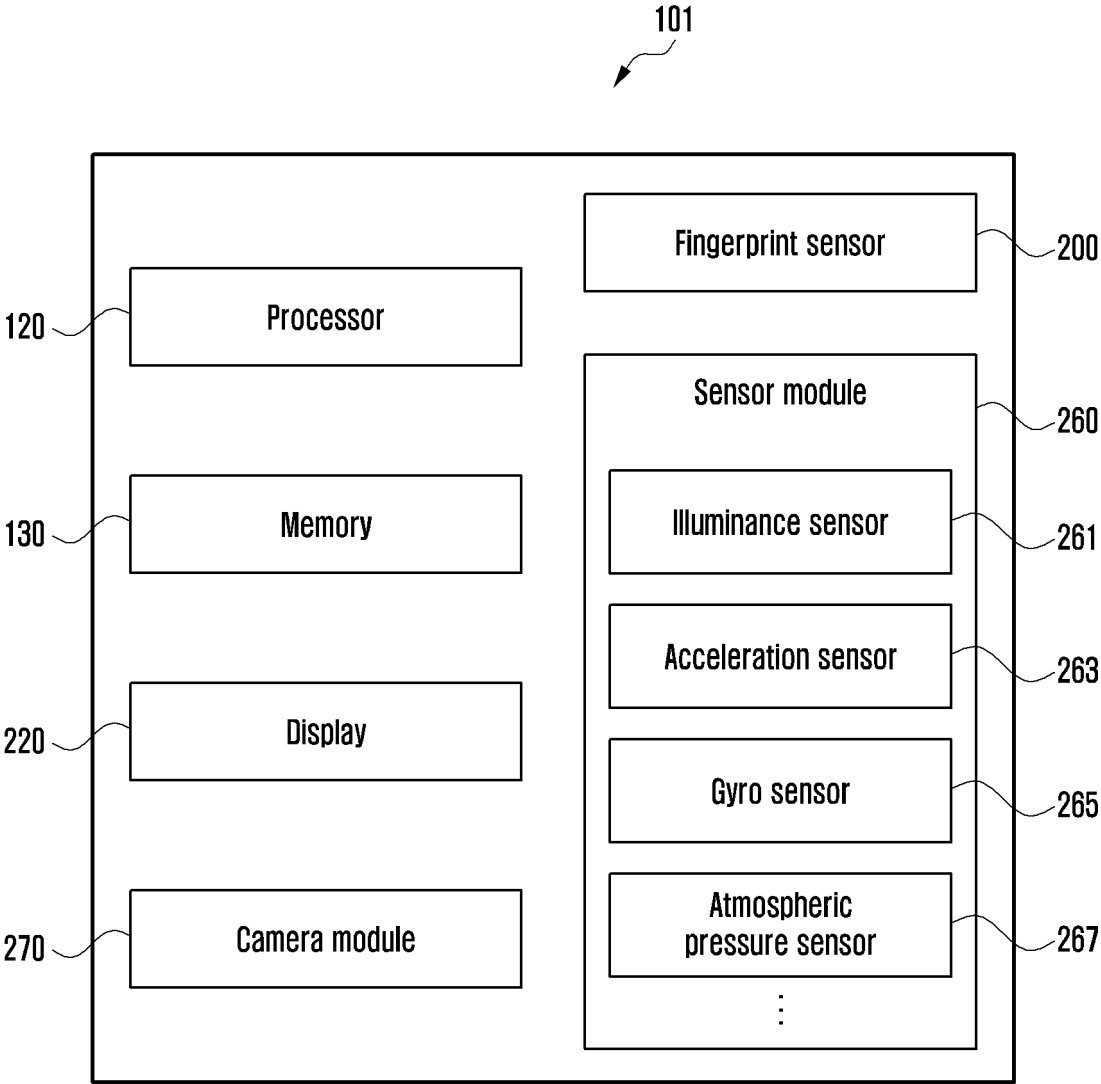 101
Fingerprint sensor
200
Processor
120
Sensor module
260
Memory
130
Illuminance sensor
261
Acceleration sensor
263
Display
220
Gyro sensor
265
Camera module
270
Atmospheric
pressure sensor
267